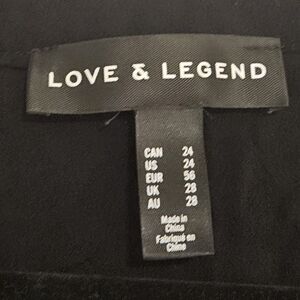 LOVE & LEGEND
CAN 24
US 24
EUR 56
UK 28
AU 28
Made in
China
Fabriqué en
Chine